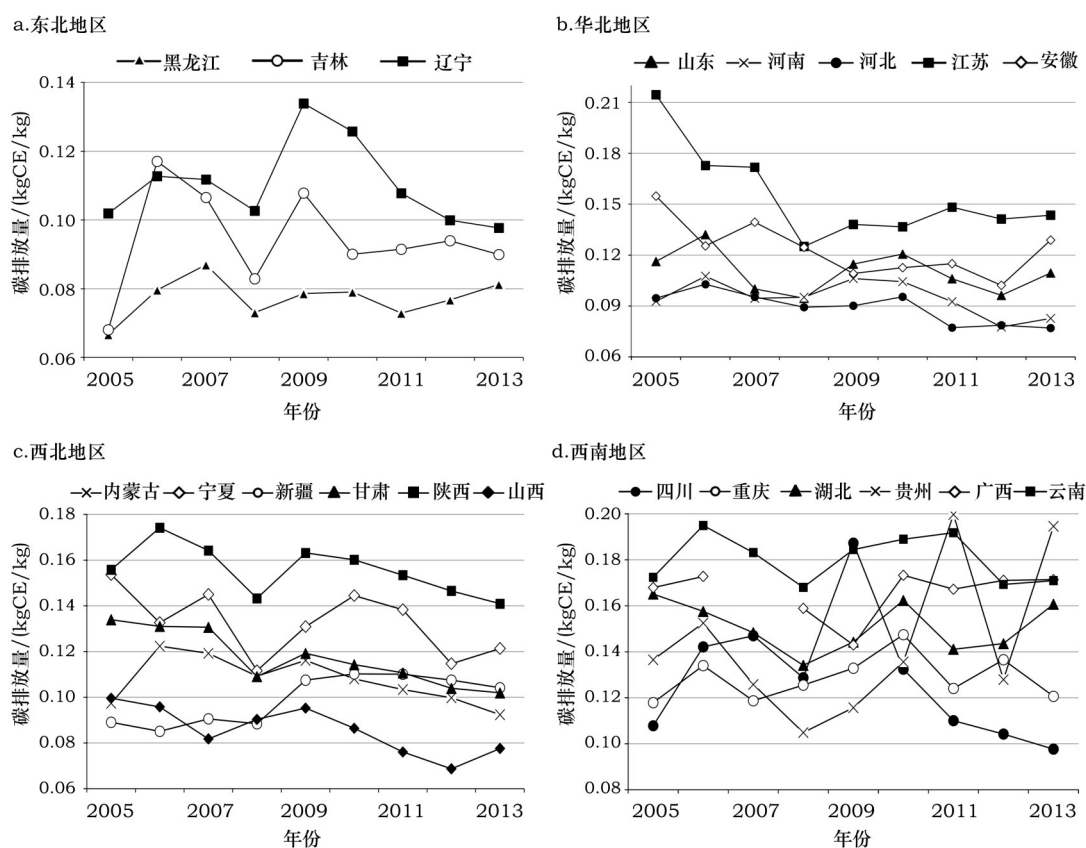 a.东北地区
黑龙江 吉林 辽宁
碳排放量/(kgCE/kg)
0.14
0.12
0.10
0.08
0.06
2005 2007 2009 2011 2013
年份
b.华北地区
山东 河南 河北 江苏 安徽
碳排放量/(kgCE/kg)
0.21
0.18
0.15
0.12
0.09
0.06
2005 2007 2009 2011 2013
年份
c.西北地区
内蒙古 宁夏 新疆 甘肃 陕西 山西
碳排放量/(kgCE/kg)
0.18
0.16
0.14
0.12
0.10
0.08
0.06
2005 2007 2009 2011 2013
年份
d.西南地区
四川 重庆 湖北 贵州 广西 云南
碳排放量/(kgCE/kg)
0.20
0.18
0.16
0.14
0.12
0.10
0.08
2005 2007 2009 2011 2013
年份